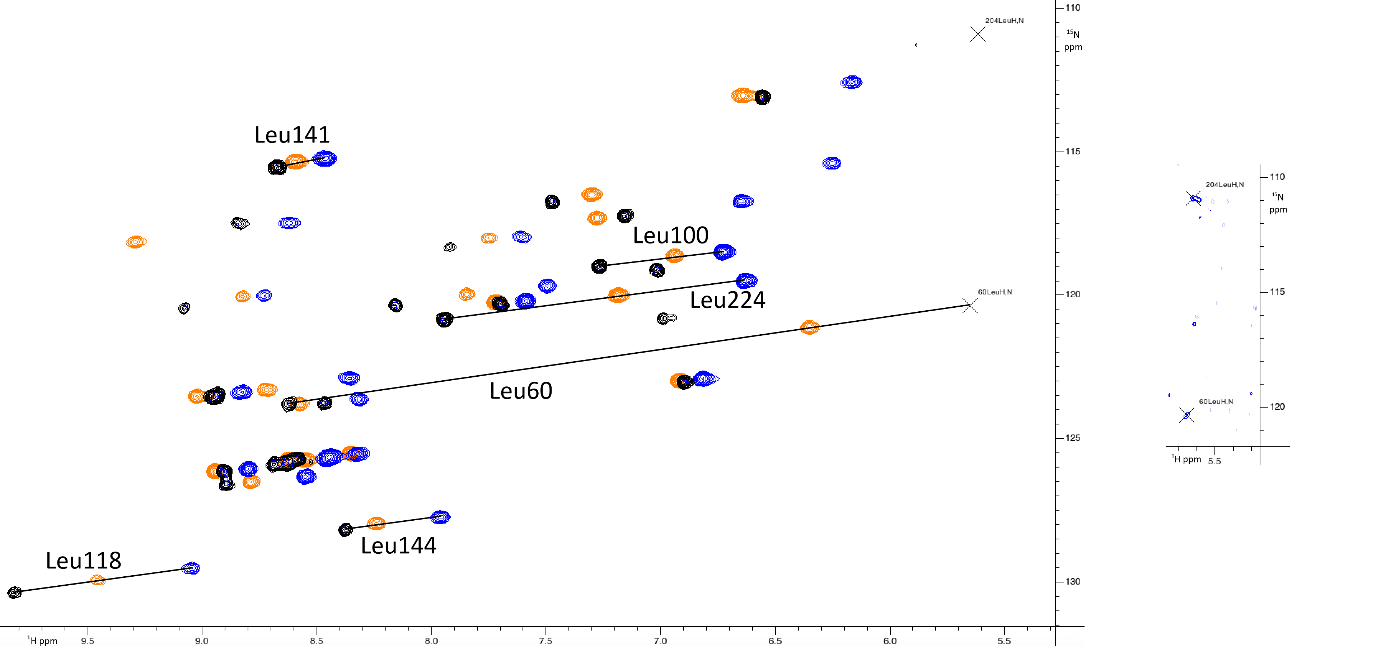 110
204LeuH,N
15N
ppm
Leu141
115
110
204LeuH,N
15N
ppm
Leu100
Leu224
120
60LeuH,N
115
Leu60
60LeuH,N
120
125
1H ppm
5.5
Leu144
Leu118
130
1H ppm
9.5
9.0
8.5
8.0
7.5
7.0
6.5
6.0
5.5